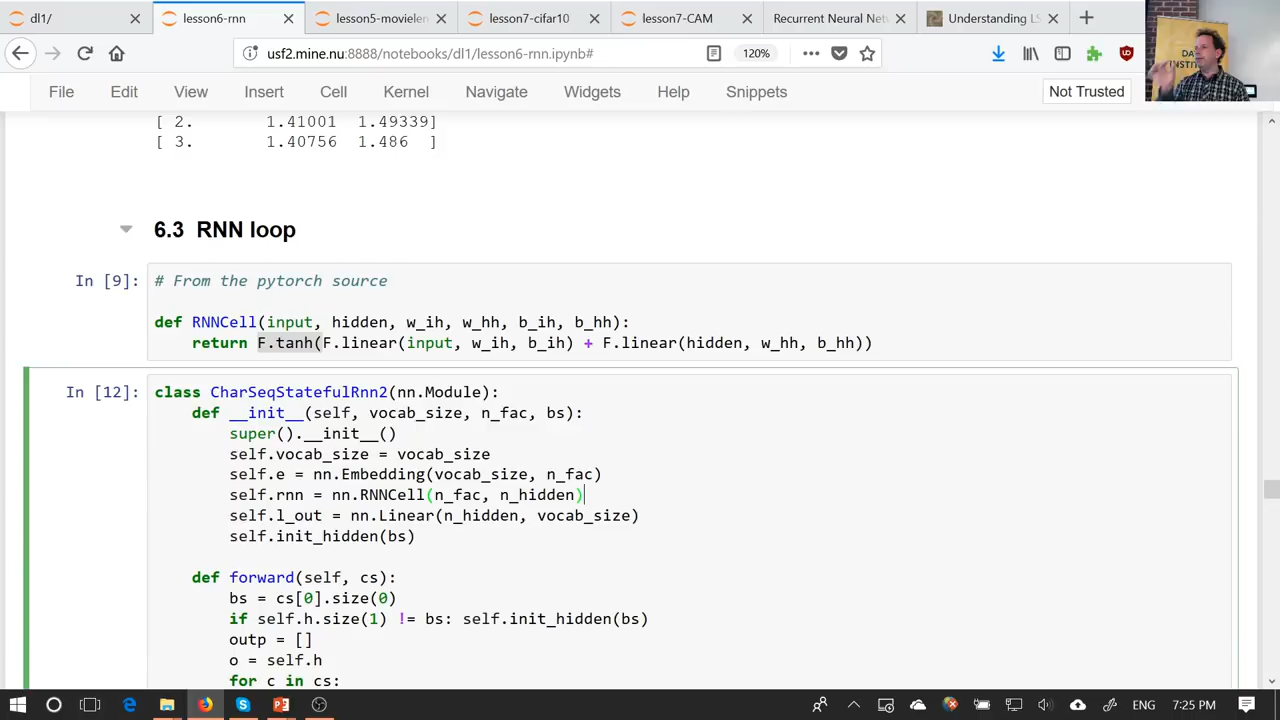 dl1/
lesson6-rnn
lesson5-movielen
lesson7-cifar10
lesson7-CAM
Recurrent Neural Ne
Understanding LS
usf2.mine.nu:8888/notebooks/dl1/lesson6-rnn.ipynb#
120%
File Edit View Insert Cell Kernel Navigate Widgets Help Snippets
Not Trusted
[ 2. 1.41001 1.49339]
[ 3. 1.40756 1.486 ]
6.3 RNN loop
In [9]:
# From the pytorch source
def RNNCell(input, hidden, w_ih, w_hh, b_ih, b_hh):
return F.tanh(F.linear(input, w_ih, b_ih) + F.linear(hidden, w_hh, b_hh))
In [12]:
class CharSeqStatefulRnn2(nn.Module):
def __init__(self, vocab_size, n_fac, bs):
super().__init__()
self.vocab_size = vocab_size
self.e = nn.Embedding(vocab_size, n_fac)
self.rnn = nn.RNNCell(n_fac, n_hidden)
self.l_out = nn.Linear(n_hidden, vocab_size)
self.init_hidden(bs)
def forward(self, cs):
bs = cs[0].size(0)
if self.h.size(1) != bs: self.init_hidden(bs)
outp = []
o = self.h
for c in cs:
ENG
7:25 PM